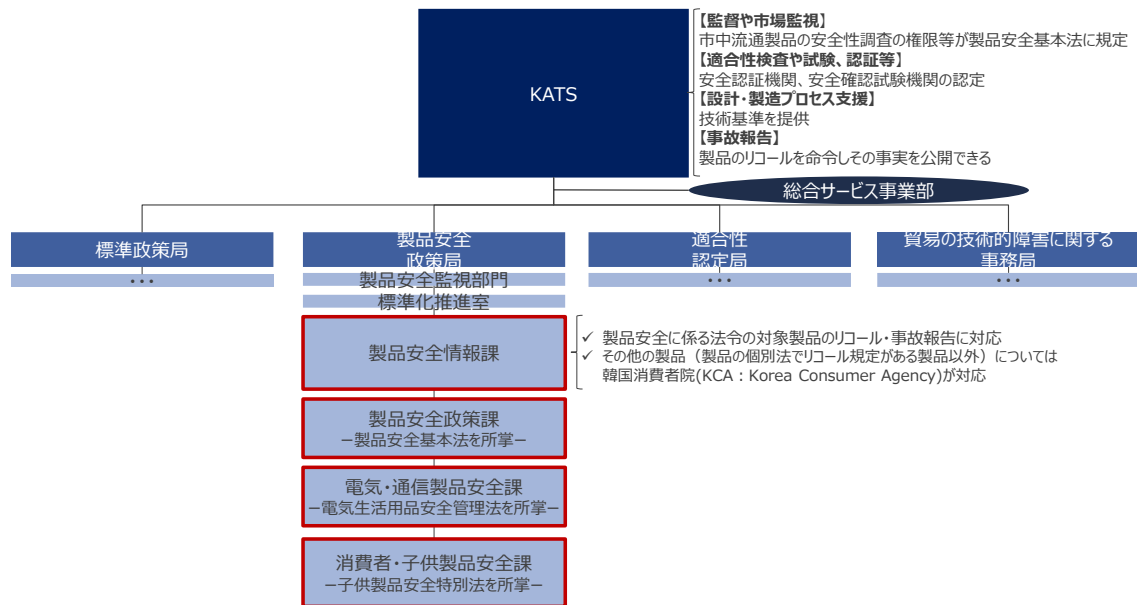 KATS
【監督や市場監視】
市中流通製品の安全性調査の権限等が製品安全基本法に規定
【適合性検査や試験、認証等】
安全認証機関、安全確認試験機関の認定
【設計・製造プロセス支援】
技術基準を提供
【事故報告】
製品のリコールを命令しその事実を公開できる
総合サービス事業部
標準政策局
・・・
製品安全
政策局
製品安全監視部門
標準化推進室
製品安全情報課
✓ 製品安全に係る法令の対象製品のリコール・事故報告に対応
✓ その他の製品（製品の個別法でリコール規定がある製品以外）については
韓国消費者院(KCA：Korea Consumer Agency)が対応
製品安全政策課
−製品安全基本法を所掌−
電気・通信製品安全課
−電気生活用品安全管理法を所掌−
消費者・子供製品安全課
−子供製品安全特別法を所掌−
適合性
認定局
・・・
貿易の技術的障害に関する
事務局
・・・